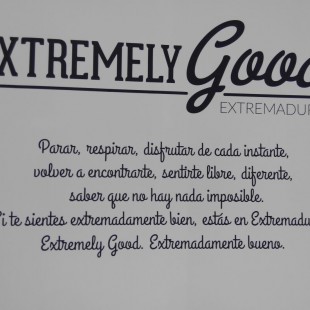 XTREMELY Good
EXTREMADUR
Parar, respirar, disfrutar de cada instante,
volver a encontrarte, sentirte libre, diferente,
saber que no hay nada imposible.
i te sientes extremadamente bien, estás en Extremadu
Extremely Good. Extremadamente bueno.